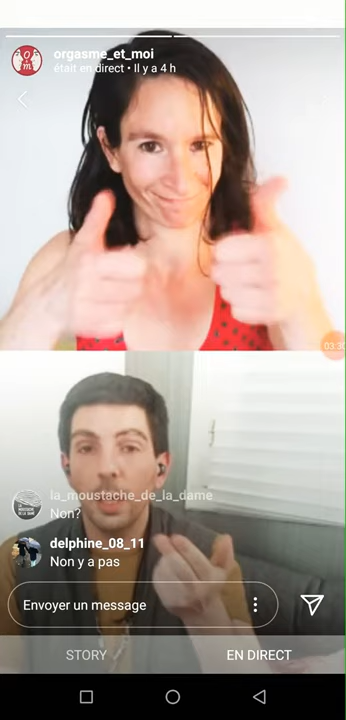 orgasme_et_moi
était en direct • Il y a 4 h
03:30
la_moustache_de_la_dame
Non?
delphine_08_11
Non y a pas
Envoyer un message
STORY
EN DIRECT